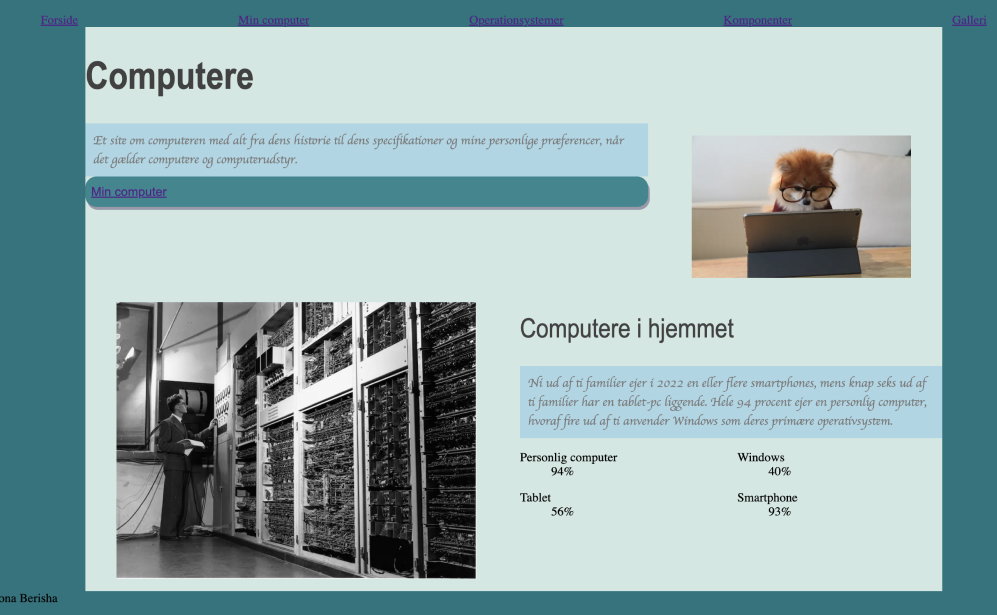 Forside Min computer Operationsystemer Komponenter Galleri
Computere
Et site om computeren med alt fra dens historie til dens specifikationer og mine personlige præferencer, når
det gælder computere og computerudstyr.
Min computer
Computere i hjemmet
Ni ud af ti familier ejer i 2022 en eller flere smartphones, mens knap seks ud af
ti familier har en tablet-pc liggende. Hele 94 procent ejer en personlig computer,
hvoraf fire ud af ti anvender Windows som deres primære operativsystem.
Personlig computer Windows
94% 40%
Tablet Smartphone
56% 93%
Berisha